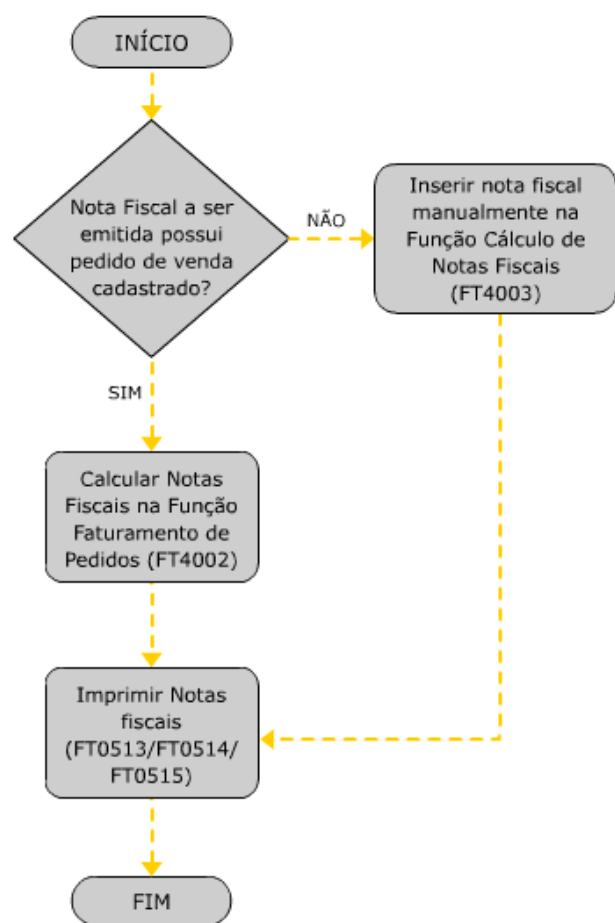 INÍCIO
Nota Fiscal a ser
emitida possui
pedido de venda
cadastrado?
NÃO
Inserir nota fiscal
manualmente na
Função Cálculo de
Notas Fiscais
(FT4003)
SIM
Calcular Notas
Fiscais na Função
Faturamento de
Pedidos (FT4002)
Imprimir Notas
fiscais
(FT0513/FT0514/
FT0515)
FIM